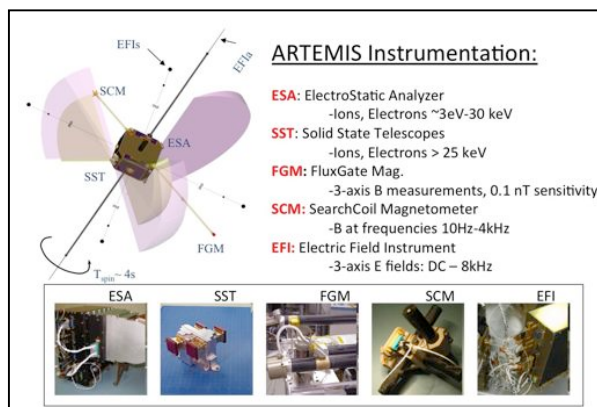 EFIs
EFIa
SCM
ESA
SST
FGM
Tspin~ 4s
ARTEMIS Instrumentation:
ESA: ElectroStatic Analyzer
-Ions, Electrons ~3eV-30 keV
SST: Solid State Telescopes
-Ions, Electrons > 25 keV
FGM: FluxGate Mag.
-3-axis B measurements, 0.1 nT sensitivity
SCM: SearchCoil Magnetometer
-B at frequencies 10Hz-4kHz
EFI: Electric Field Instrument
-3-axis E fields: DC – 8kHz
ESA SST FGM SCM EFI